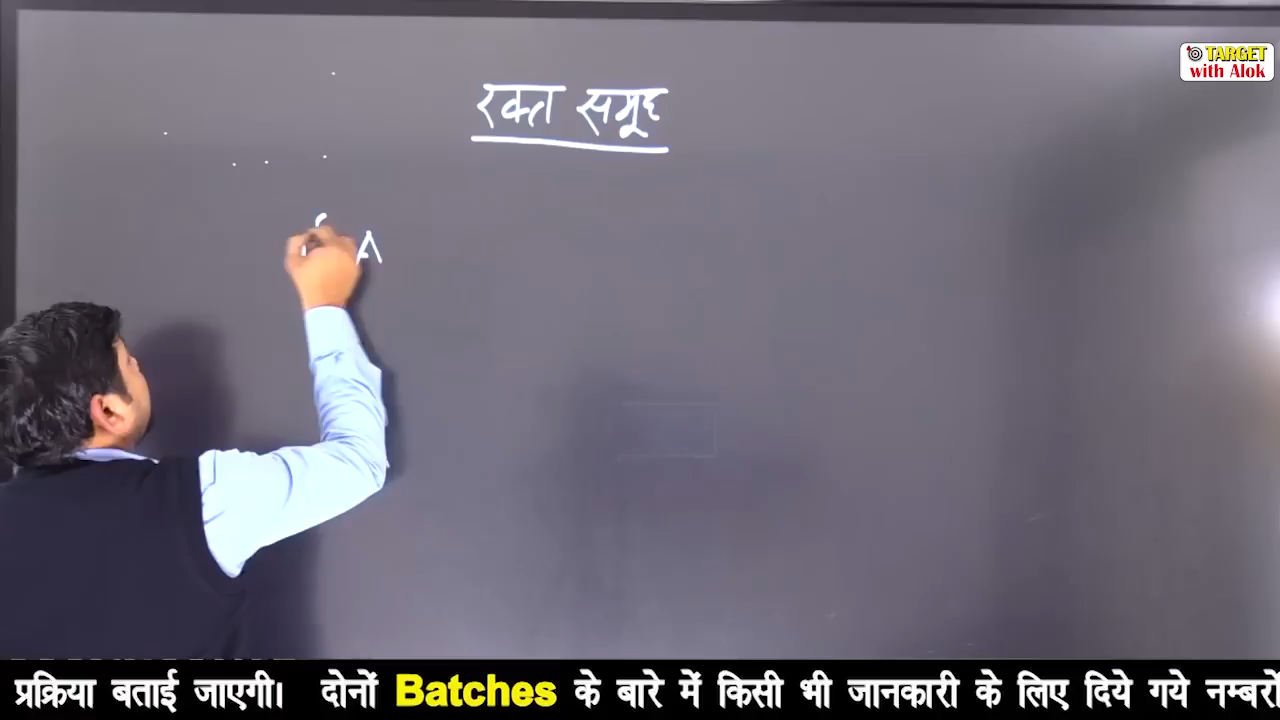 TARGET
with Alok
रक्त समूह
A
प्रक्रिया बताई जाएगी। दोनों Batches के बारे में किसी भी जानकारी के लिए दिये गये नम्बरों